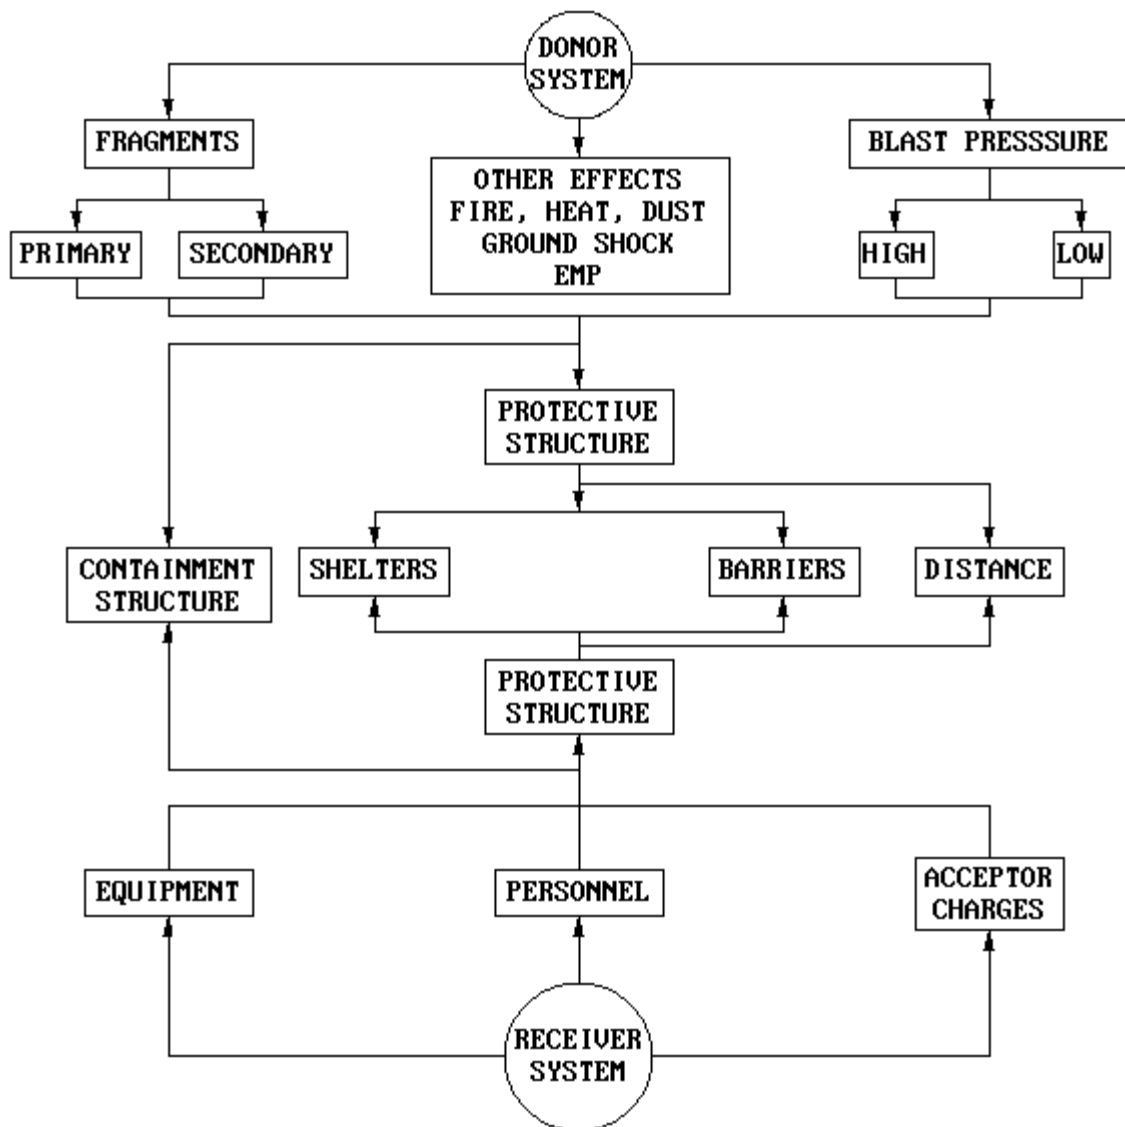 DONOR
SYSTEM
FRAGMENTS
BLAST PRESSSURE
OTHER EFFECTS
FIRE, HEAT, DUST
GROUND SHOCK
EMP
PRIMARY
SECONDARY
HIGH
LOW
PROTECTIVE
STRUCTURE
CONTAINMENT
STRUCTURE
SHELTERS
BARRIERS
DISTANCE
PROTECTIVE
STRUCTURE
EQUIPMENT
PERSONNEL
ACCEPTOR
CHARGES
RECEIVER
SYSTEM